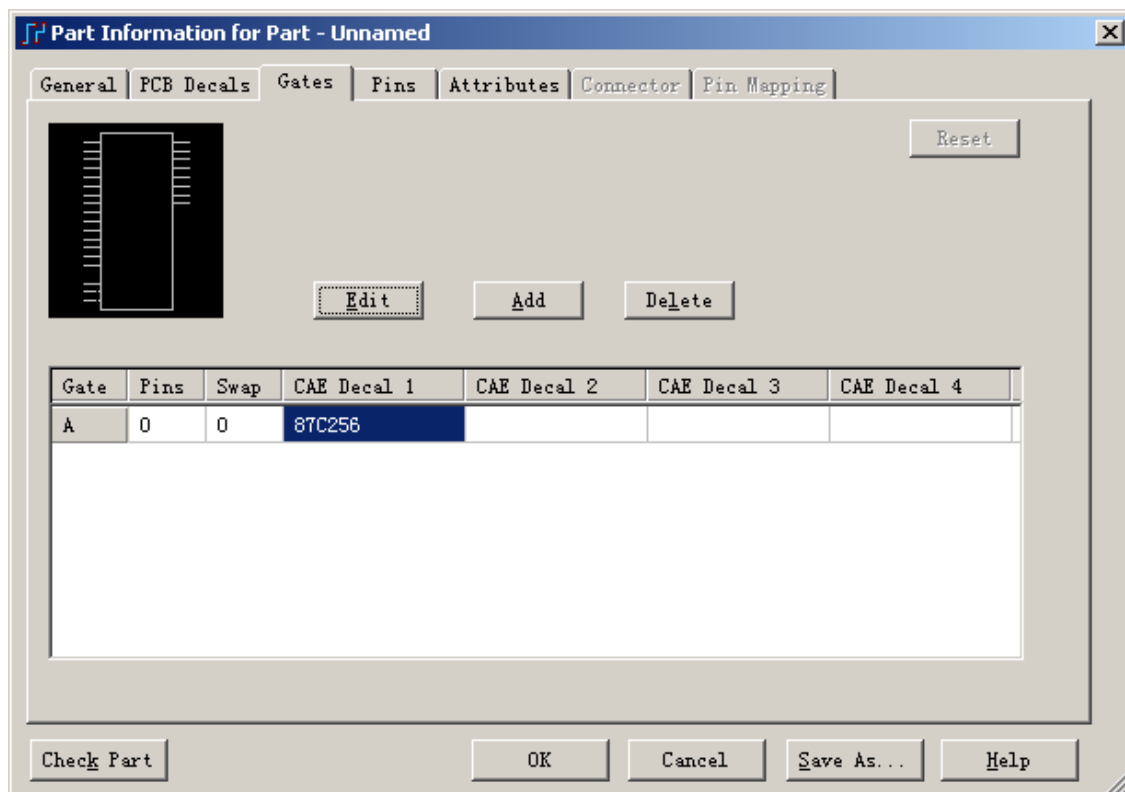 Part Information for Part - Unnamed
General PCB Decals Gates Pins Attributes Connector Pin Mapping
Reset
Edit Add Delete
Gate Pins Swap CAE Decal 1 CAE Decal 2 CAE Decal 3 CAE Decal 4
A 0 0 87C256
Check Part OK Cancel Save As... Help